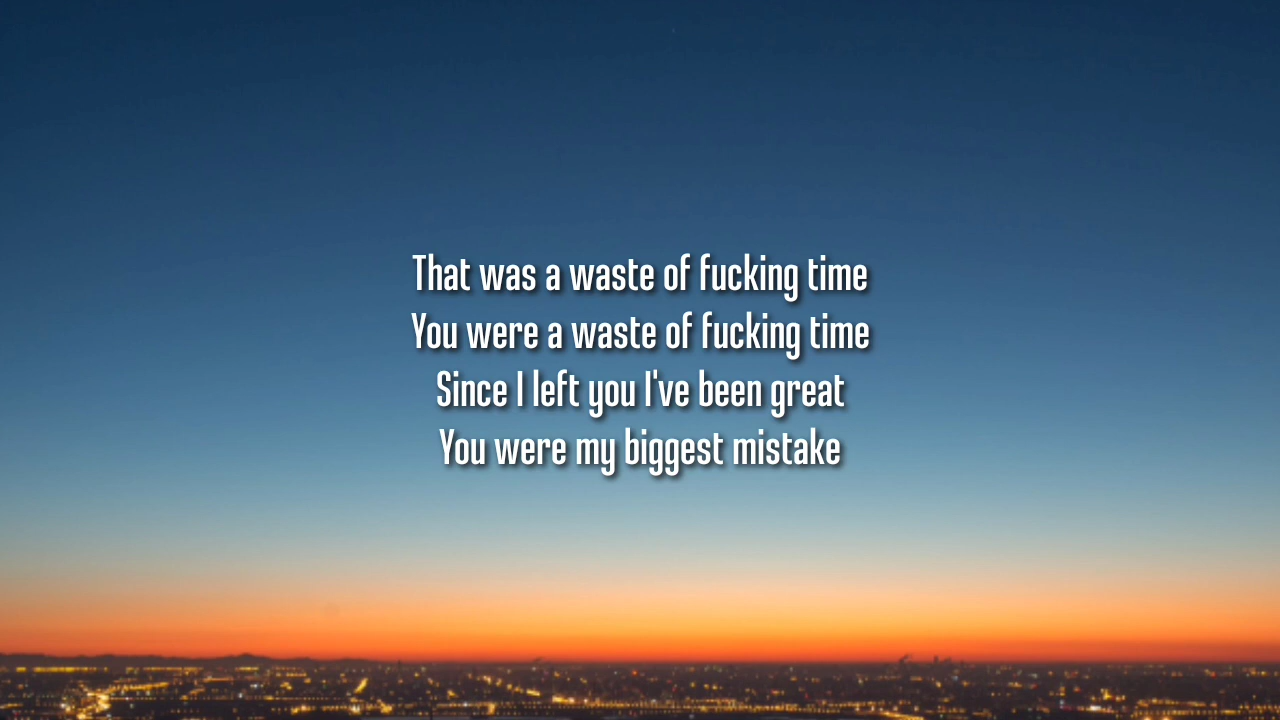 That was a waste of fucking time
You were a waste of fucking time
Since I left you I've been great
You were my biggest mistake